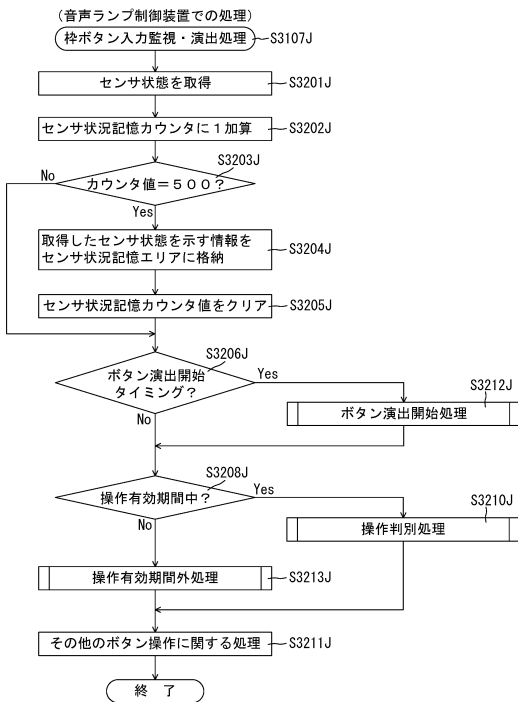 (音声ランプ制御装置での処理)
枠ボタン入力監視・演出処理 S3107J
センサ状態を取得 S3201J
センサ状況記憶カウンタに1加算 S3202J
S3203J
No カウンタ値=500?
Yes
取得したセンサ状態を示す情報を
センサ状況記憶エリアに格納 S3204J
センサ状況記憶カウンタ値をクリア S3205J
S3206J
ボタン演出開始
タイミング? Yes
No
S3212J
ボタン演出開始処理
S3208J
操作有効期間中? Yes
No
S3210J
操作判別処理
操作有効期間外処理 S3213J
その他のボタン操作に関する処理 S3211J
終 了